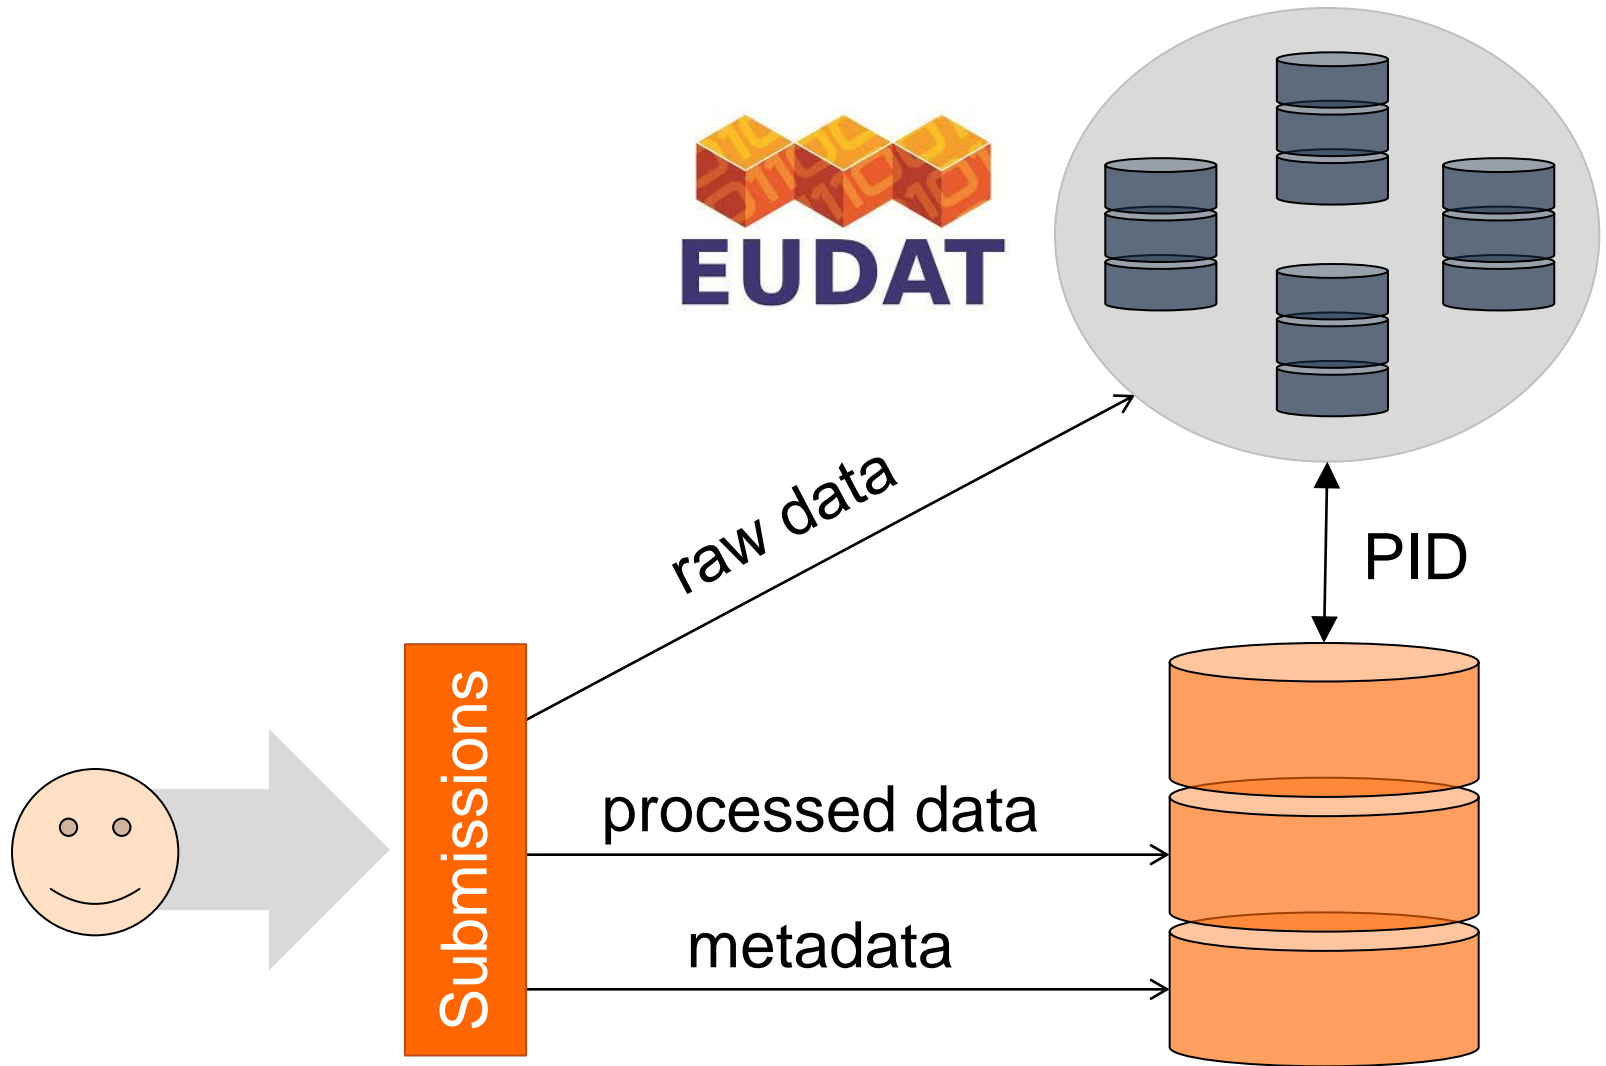 EUDAT
raw data
PID
Submissions
processed data
metadata